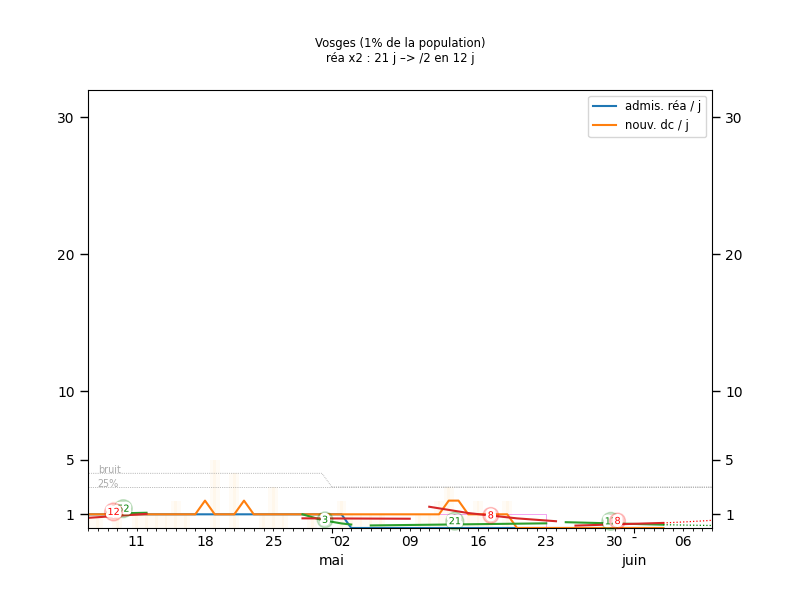 Vosges (1% de la population)
réa x2 : 21 j –> /2 en 12 j
admis. réa / j
nouv. dc / j
30 30
20 20
10 10
5 5
1 1
bruit
25%
12
3
21
8
8
11 18 25 02 09 16 23 30 06
mai juin